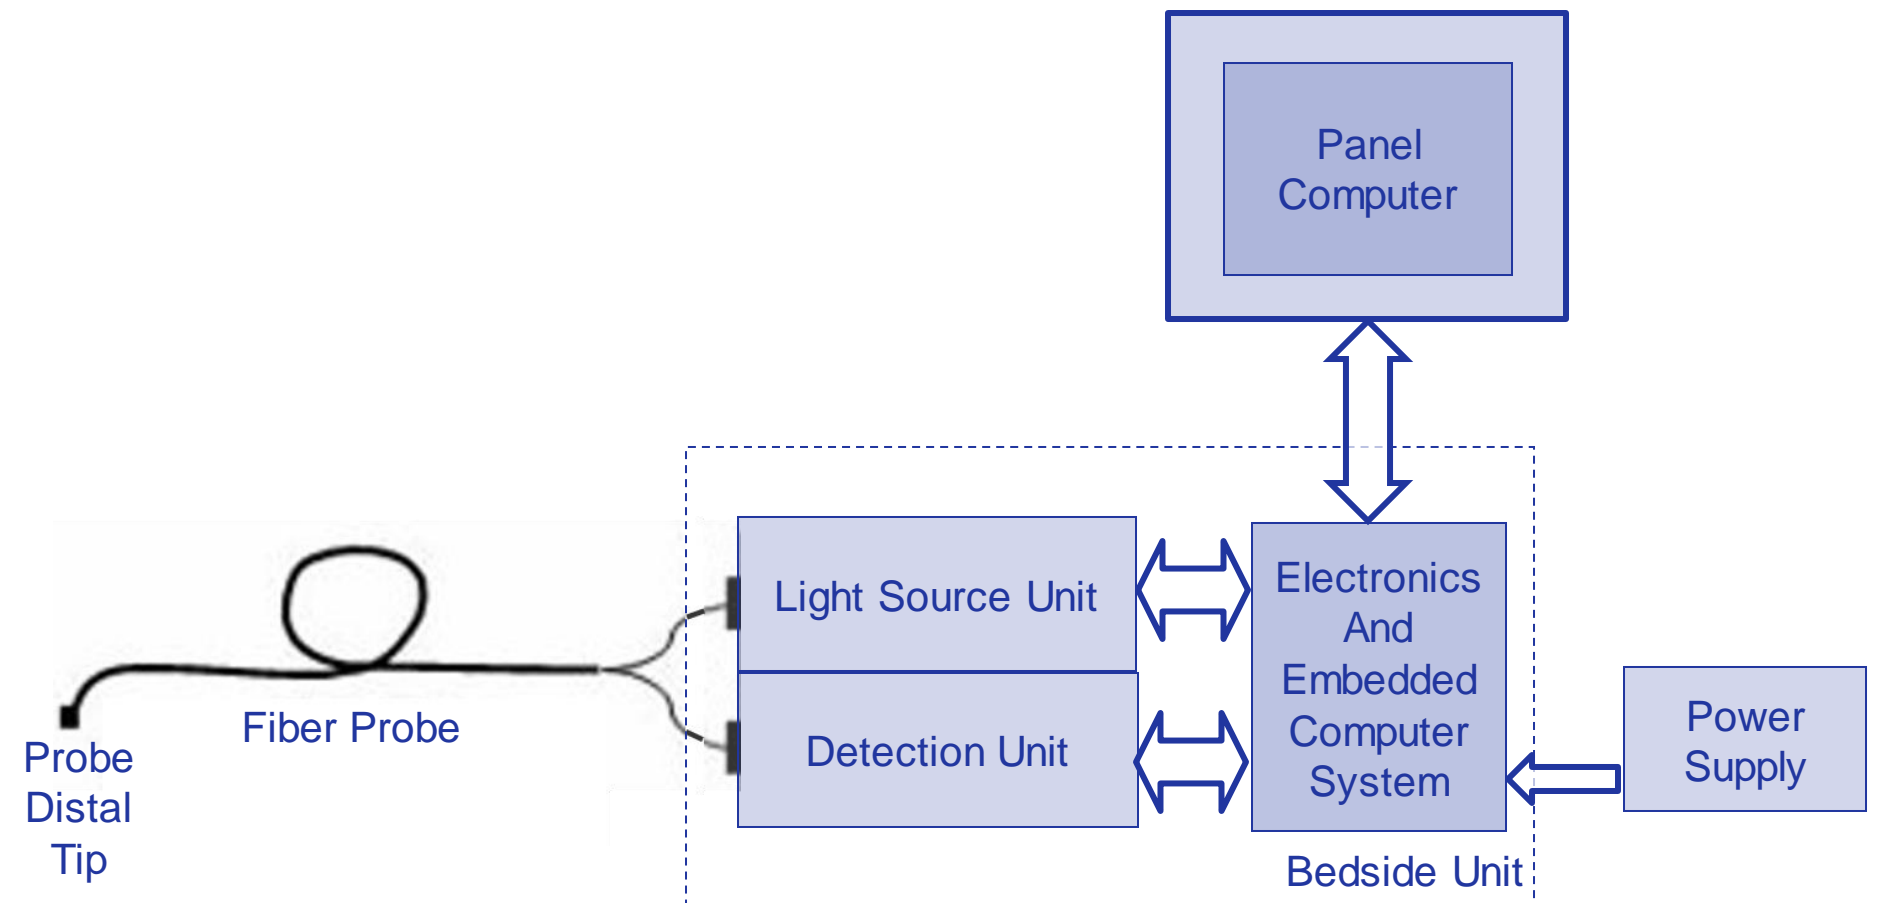 Panel
Computer
Light Source Unit
Electronics
And
Embedded
Computer
System
Detection Unit
Power
Supply
Fiber Probe
Probe
Distal
Tip
Bedside Unit